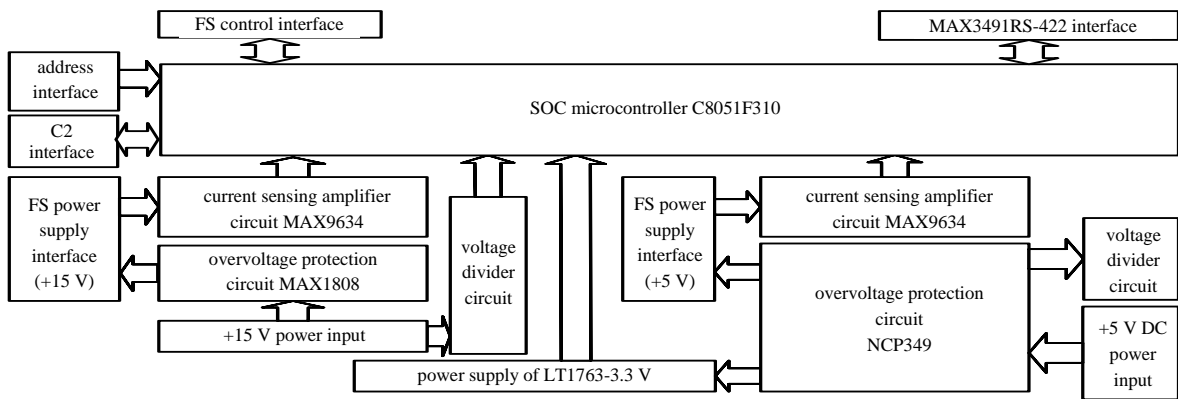 FS control interface
MAX3491RS-422 interface
address
interface
SOC microcontroller C8051F310
C2
interface
FS power
supply
interface
(+15 V)
current sensing amplifier
circuit MAX9634
overvoltage protection
circuit MAX1808
+15 V power input
voltage
divider
circuit
power supply of LT1763-3.3 V
FS power
supply
interface
(+5 V)
current sensing amplifier
circuit MAX9634
overvoltage protection
circuit
NCP349
voltage
divider
circuit
+5 V DC
power
input